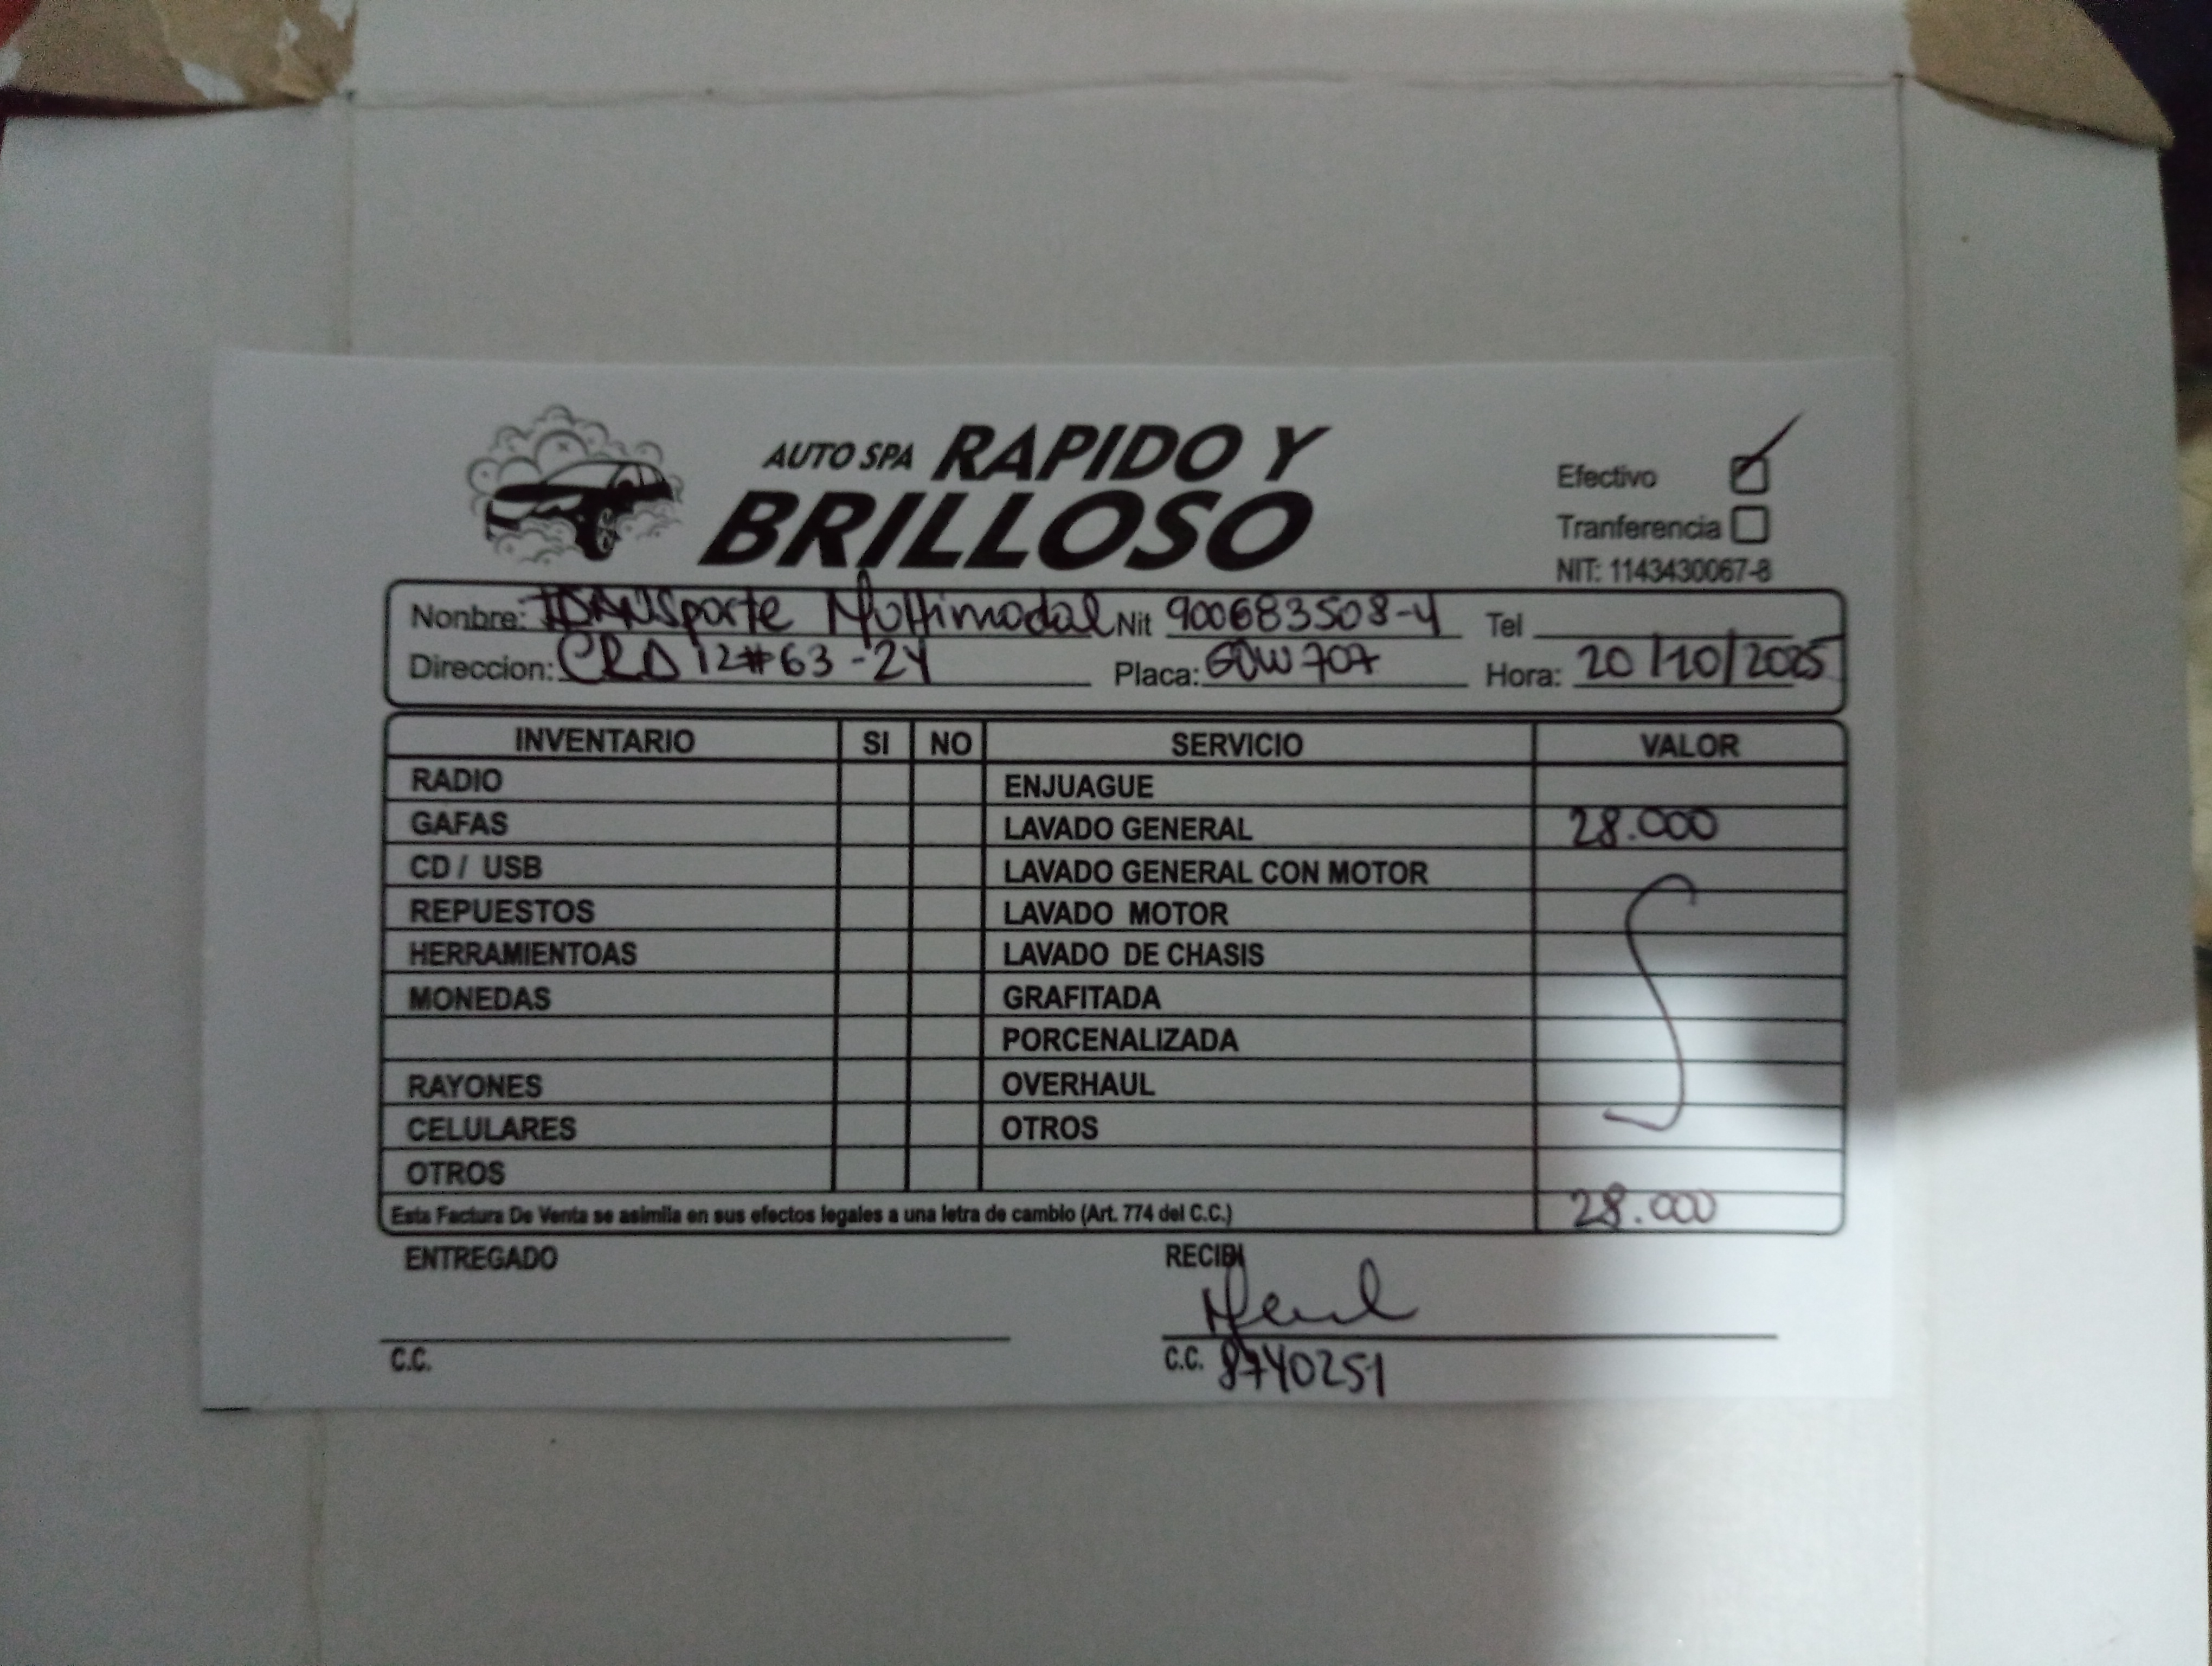 AUTO SPA RAPIDO Y
BRILLOSO
Efectivo
Tranferencia
NIT: 1143430067-8
Nonbre: TRANSporte Multimodal Nit 900683508-4 Tel
Direccion: CRA 12#63-24 Placa: GOW 707 Hora: 20/10/2025
INVENTARIO SI NO SERVICIO VALOR
RADIO ENJUAGUE
GAFAS LAVADO GENERAL 28.000
CD / USB LAVADO GENERAL CON MOTOR
REPUESTOS LAVADO MOTOR
HERRAMIENTOAS LAVADO DE CHASIS
MONEDAS GRAFITADA
PORCENALIZADA
RAYONES OVERHAUL
CELULARES OTROS
OTROS
Esta Factura De Venta se asimila en sus efectos legales a una letra de cambio (Art. 774 del C.C.) 28.000
ENTREGADO RECIBI
C.C. C.C. 8740251